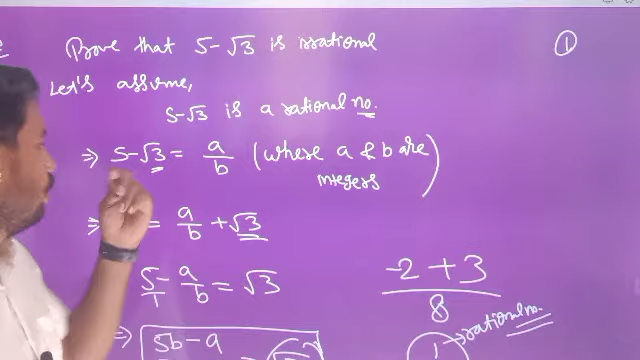 Prove that 5-√3 is irrational ①
Let's assume,
5-√3 is a rational no.
⇒ 5-√3 = a/b (where a & b are integers)
⇒ = a/b + √3
5/1 - a/b = √3
-2+3/8
⇒ 5b-a
1 → rational no.